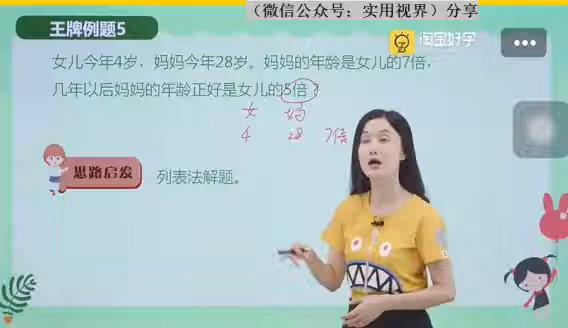 （微信公众号：实用视界）分享
王牌例题5
淘宝好学
女儿今年4岁，妈妈今年28岁。妈妈的年龄是女儿的7倍，
几年以后妈妈的年龄正好是女儿的5倍？
女 妈
4 28 7倍
思路启发
列表法解题。